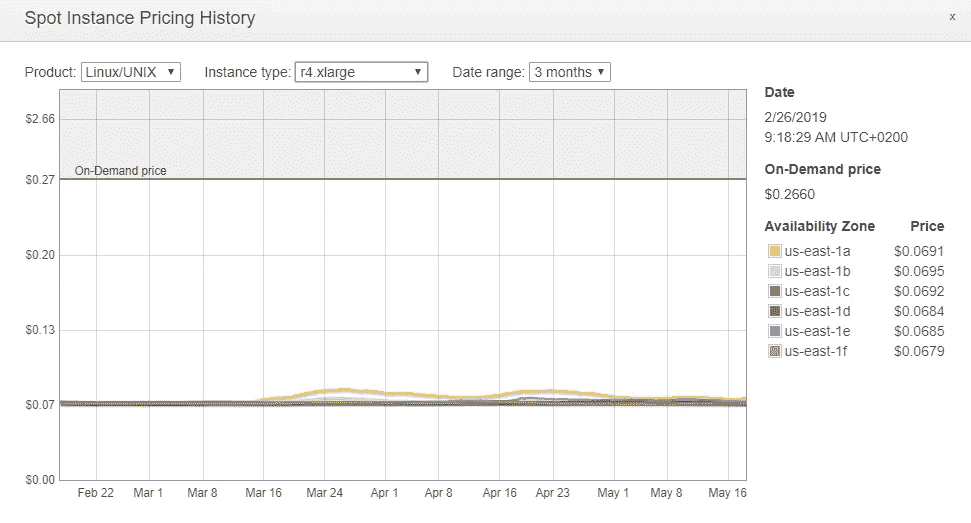 Spot Instance Pricing History
x
Product: Linux/UNIX Instance type: r4.xlarge Date range: 3 months
$2.66
On-Demand price
$0.27
$0.20
$0.13
$0.07
$0.00
Feb 22 Mar 1 Mar 8 Mar 16 Mar 24 Apr 1 Apr 8 Apr 16 Apr 23 May 1 May 8 May 16
Date
2/26/2019
9:18:29 AM UTC+0200
On-Demand price
$0.2660
Availability Zone Price
us-east-1a $0.0691
us-east-1b $0.0695
us-east-1c $0.0692
us-east-1d $0.0684
us-east-1e $0.0685
us-east-1f $0.0679